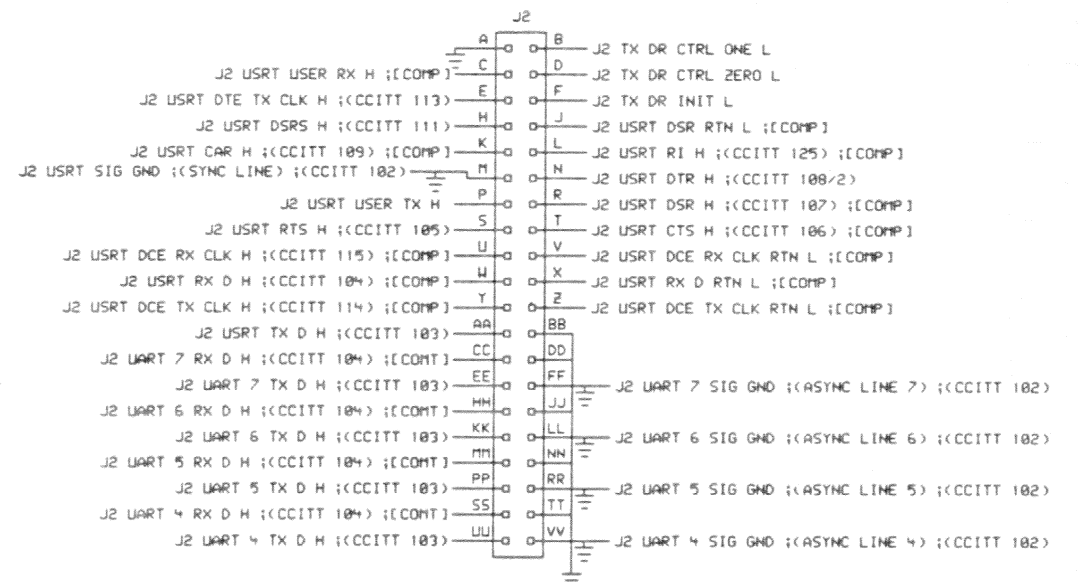 J2
A B J2 TX DR CTRL ONE L
J2 USRT USER RX H ;[COMP] C D J2 TX DR CTRL ZERO L
J2 USRT DTE TX CLK H ;(CCITT 113) E F J2 TX DR INIT L
J2 USRT DSRS H ;(CCITT 111) H J J2 USRT DSR RTN L ;[COMP]
J2 USRT CAR H ;(CCITT 109) ;[COMP] K L J2 USRT RI H ;(CCITT 125) ;[COMP]
J2 USRT SIG GND ;(SYNC LINE) ;(CCITT 102) M N J2 USRT DTR H ;(CCITT 108/2)
J2 USRT USER TX H P R J2 USRT DSR H ;(CCITT 107) ;[COMP]
J2 USRT RTS H ;(CCITT 105) S T J2 USRT CTS H ;(CCITT 106) ;[COMP]
J2 USRT DCE RX CLK H ;(CCITT 115) ;[COMP] U V J2 USRT DCE RX CLK RTN L ;[COMP]
J2 USRT RX D H ;(CCITT 104) ;[COMP] W X J2 USRT RX D RTN L ;[COMP]
J2 USRT DCE TX CLK H ;(CCITT 114) ;[COMP] Y Z J2 USRT DCE TX CLK RTN L ;[COMP]
J2 USRT TX D H ;(CCITT 103) AA BB
J2 UART 7 RX D H ;(CCITT 104) ;[COMT] CC DD
J2 UART 7 TX D H ;(CCITT 103) EE FF J2 UART 7 SIG GND ;(ASYNC LINE 7) ;(CCITT 102)
J2 UART 6 RX D H ;(CCITT 104) ;[COMT] HH JJ
J2 UART 6 TX D H ;(CCITT 103) KK LL J2 UART 6 SIG GND ;(ASYNC LINE 6) ;(CCITT 102)
J2 UART 5 RX D H ;(CCITT 104) ;[COMT] MM NN
J2 UART 5 TX D H ;(CCITT 103) PP RR J2 UART 5 SIG GND ;(ASYNC LINE 5) ;(CCITT 102)
J2 UART 4 RX D H ;(CCITT 104) ;[COMT] SS TT
J2 UART 4 TX D H ;(CCITT 103) UU VV J2 UART 4 SIG GND ;(ASYNC LINE 4) ;(CCITT 102)